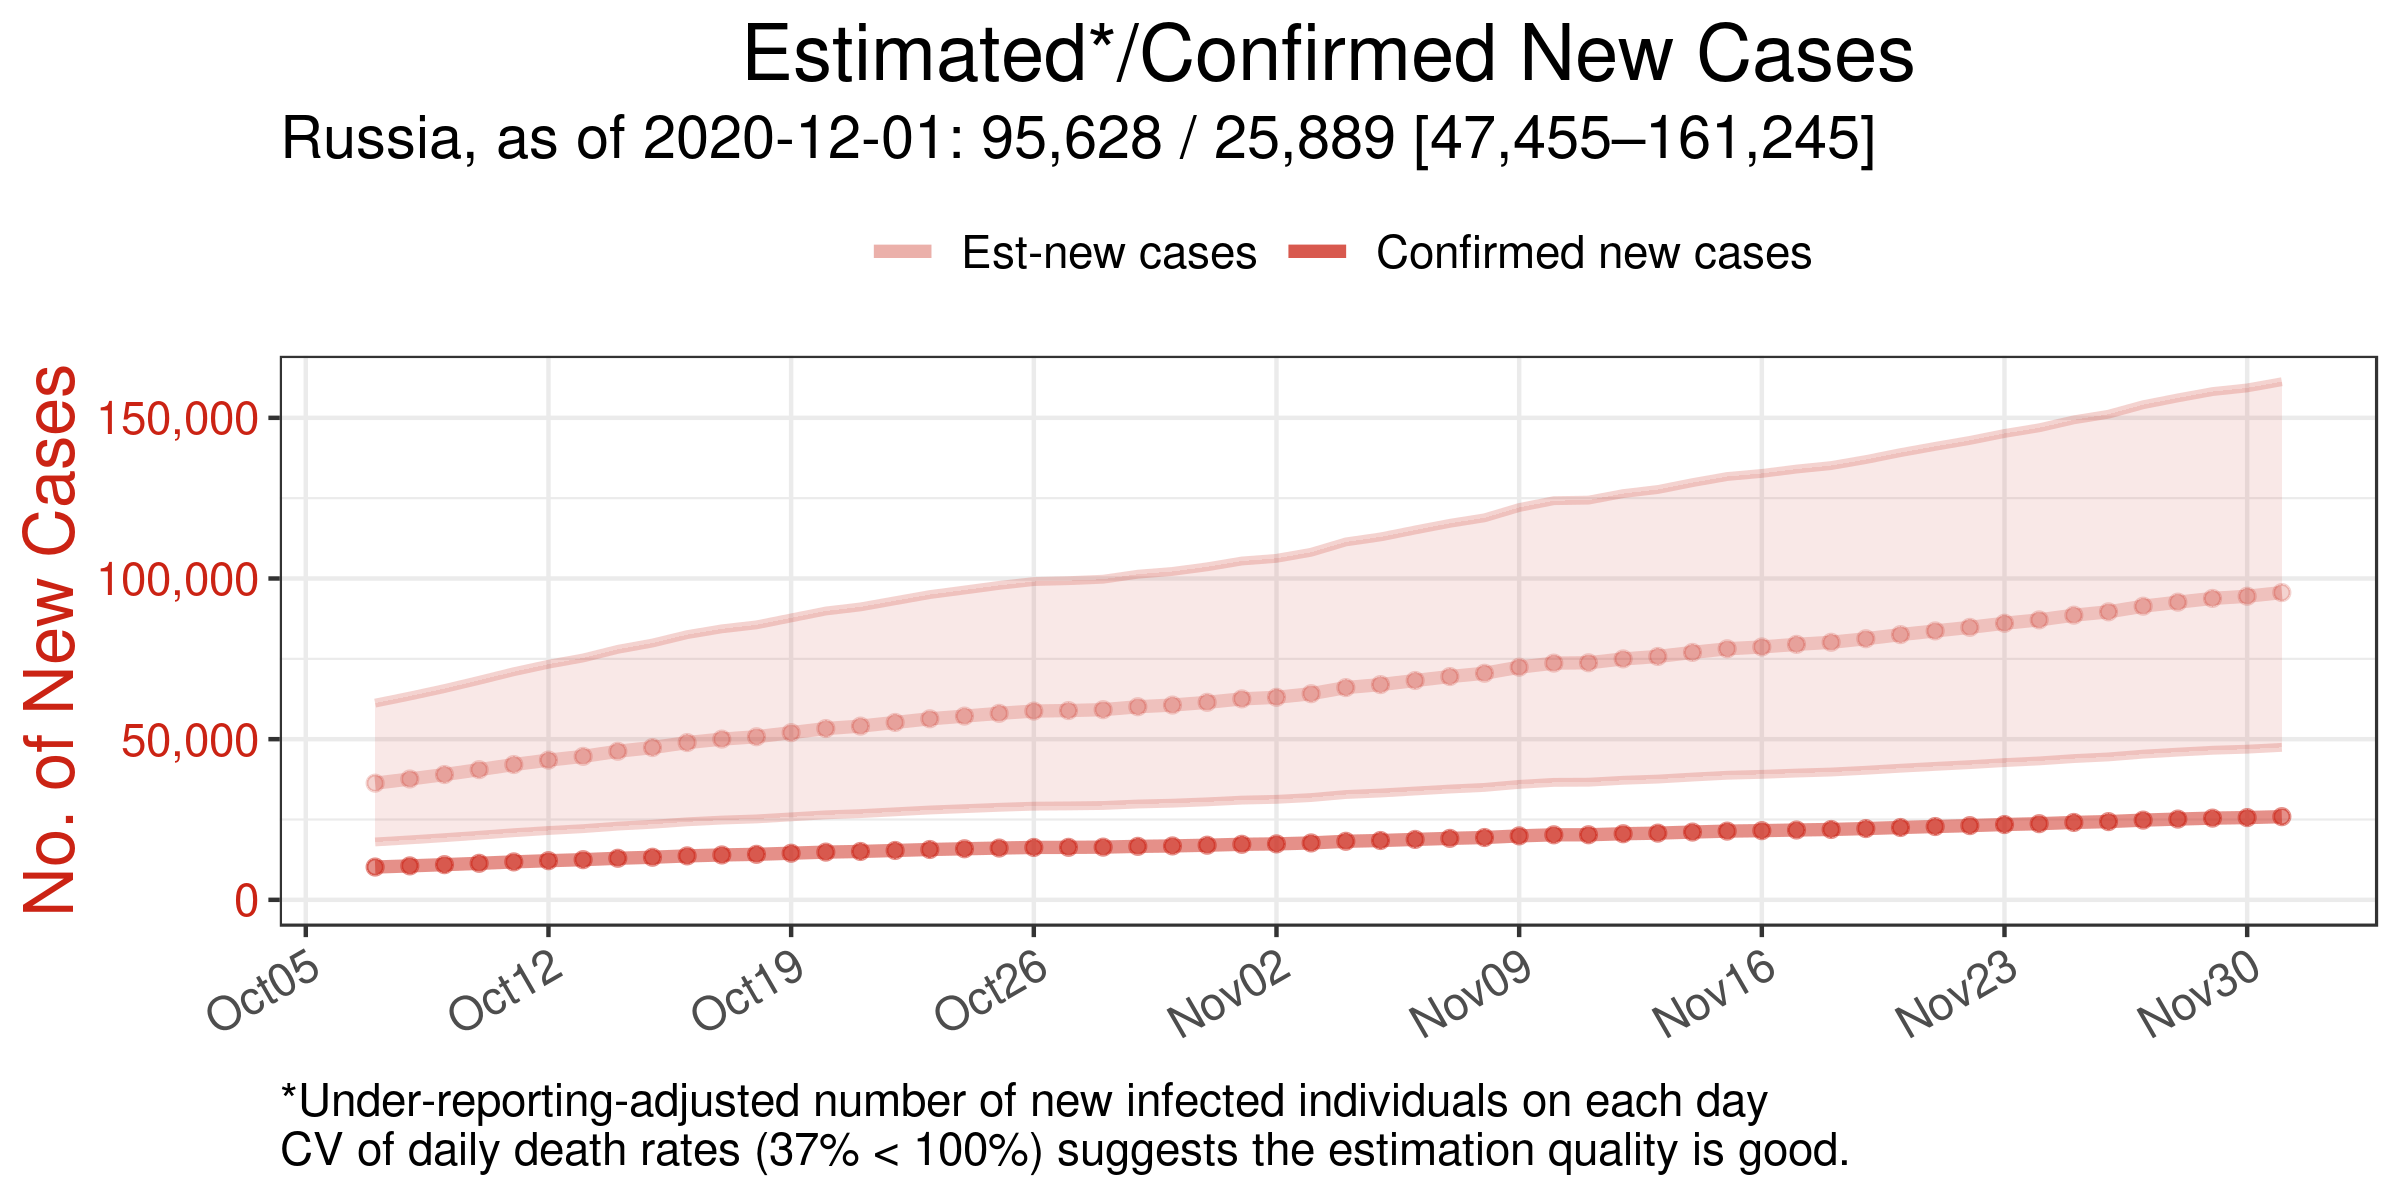 Estimated*/Confirmed New Cases
Russia, as of 2020-12-01: 95,628 / 25,889 [47,455–161,245]
Est-new cases Confirmed new cases
No. of New Cases
150,000
100,000
50,000
0
Oct05 Oct12 Oct19 Oct26 Nov02 Nov09 Nov16 Nov23 Nov30
*Under-reporting-adjusted number of new infected individuals on each day
CV of daily death rates (37% < 100%) suggests the estimation quality is good.